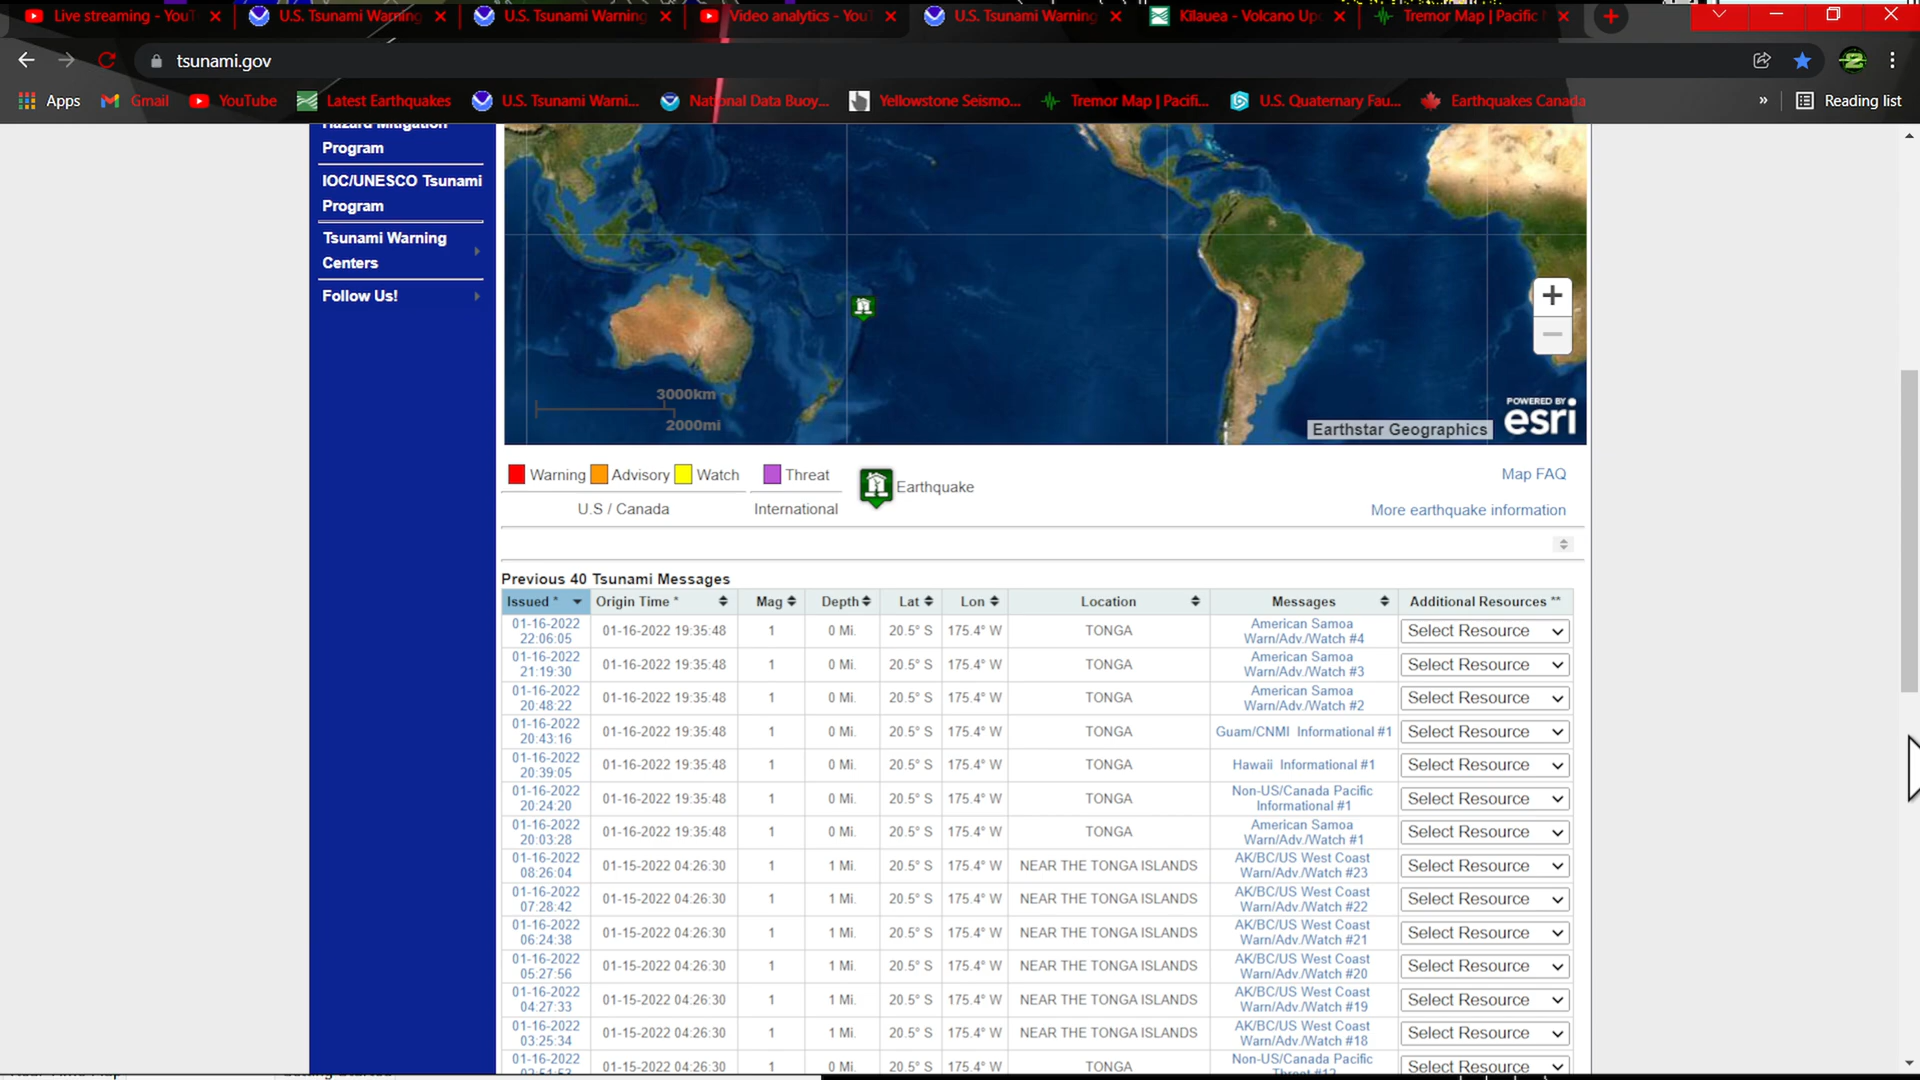 Live streaming - YouT
U.S. Tsunami Warning
U.S. Tsunami Warning
Video analytics - YouT
U.S. Tsunami Warning
Kilauea - Volcano Up
Tremor Map | Pacific
tsunami.gov
Apps
Gmail
YouTube
Latest Earthquakes
U.S. Tsunami Warni...
National Data Buoy...
Yellowstone Seismo...
Tremor Map | Pacifi...
U.S. Quaternary Fau...
Earthquakes Canada
»
Reading list
Hazard Mitigation
Program
IOC/UNESCO Tsunami
Program
Tsunami Warning
Centers
Follow Us!
+
−
3000km
2000mi
Earthstar Geographics
POWERED BY
esri
Warning Advisory Watch Threat Earthquake
U.S / Canada International
Map FAQ
More earthquake information
Previous 40 Tsunami Messages
Issued * Origin Time * Mag Depth Lat Lon Location Messages Additional Resources **
01-16-2022 22:06:05 01-16-2022 19:35:48 1 0 Mi. 20.5° S 175.4° W TONGA American Samoa Warn/Adv./Watch #4 Select Resource
01-16-2022 21:19:30 01-16-2022 19:35:48 1 0 Mi. 20.5° S 175.4° W TONGA American Samoa Warn/Adv./Watch #3 Select Resource
01-16-2022 20:48:22 01-16-2022 19:35:48 1 0 Mi. 20.5° S 175.4° W TONGA American Samoa Warn/Adv./Watch #2 Select Resource
01-16-2022 20:43:16 01-16-2022 19:35:48 1 0 Mi. 20.5° S 175.4° W TONGA Guam/CNMI Informational #1 Select Resource
01-16-2022 20:39:05 01-16-2022 19:35:48 1 0 Mi. 20.5° S 175.4° W TONGA Hawaii Informational #1 Select Resource
01-16-2022 20:24:20 01-16-2022 19:35:48 1 0 Mi. 20.5° S 175.4° W TONGA Non-US/Canada Pacific Informational #1 Select Resource
01-16-2022 20:03:28 01-16-2022 19:35:48 1 0 Mi. 20.5° S 175.4° W TONGA American Samoa Warn/Adv./Watch #1 Select Resource
01-16-2022 08:26:04 01-15-2022 04:26:30 1 1 Mi. 20.5° S 175.4° W NEAR THE TONGA ISLANDS AK/BC/US West Coast Warn/Adv./Watch #23 Select Resource
01-16-2022 07:28:42 01-15-2022 04:26:30 1 1 Mi. 20.5° S 175.4° W NEAR THE TONGA ISLANDS AK/BC/US West Coast Warn/Adv./Watch #22 Select Resource
01-16-2022 06:24:38 01-15-2022 04:26:30 1 1 Mi. 20.5° S 175.4° W NEAR THE TONGA ISLANDS AK/BC/US West Coast Warn/Adv./Watch #21 Select Resource
01-16-2022 05:27:56 01-15-2022 04:26:30 1 1 Mi. 20.5° S 175.4° W NEAR THE TONGA ISLANDS AK/BC/US West Coast Warn/Adv./Watch #20 Select Resource
01-16-2022 04:27:33 01-15-2022 04:26:30 1 1 Mi. 20.5° S 175.4° W NEAR THE TONGA ISLANDS AK/BC/US West Coast Warn/Adv./Watch #19 Select Resource
01-16-2022 03:25:34 01-15-2022 04:26:30 1 1 Mi. 20.5° S 175.4° W NEAR THE TONGA ISLANDS AK/BC/US West Coast Warn/Adv./Watch #18 Select Resource
01-16-2022 01-15-2022 04:26:30 1 0 Mi. 20.5° S 175.4° W TONGA Non-US/Canada Pacific Select Resource